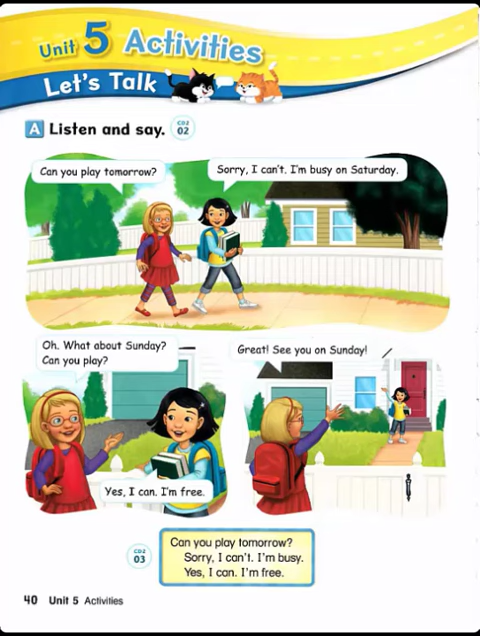 Unit 5 Activities
Let's Talk
A Listen and say. CD2
02
Can you play tomorrow?
Sorry, I can't. I'm busy on Saturday.
Oh. What about Sunday?
Can you play?
Yes, I can. I'm free.
Great! See you on Sunday!
CD2
03
Can you play tomorrow?
Sorry, I can't. I'm busy.
Yes, I can. I'm free.
40 Unit 5 Activities